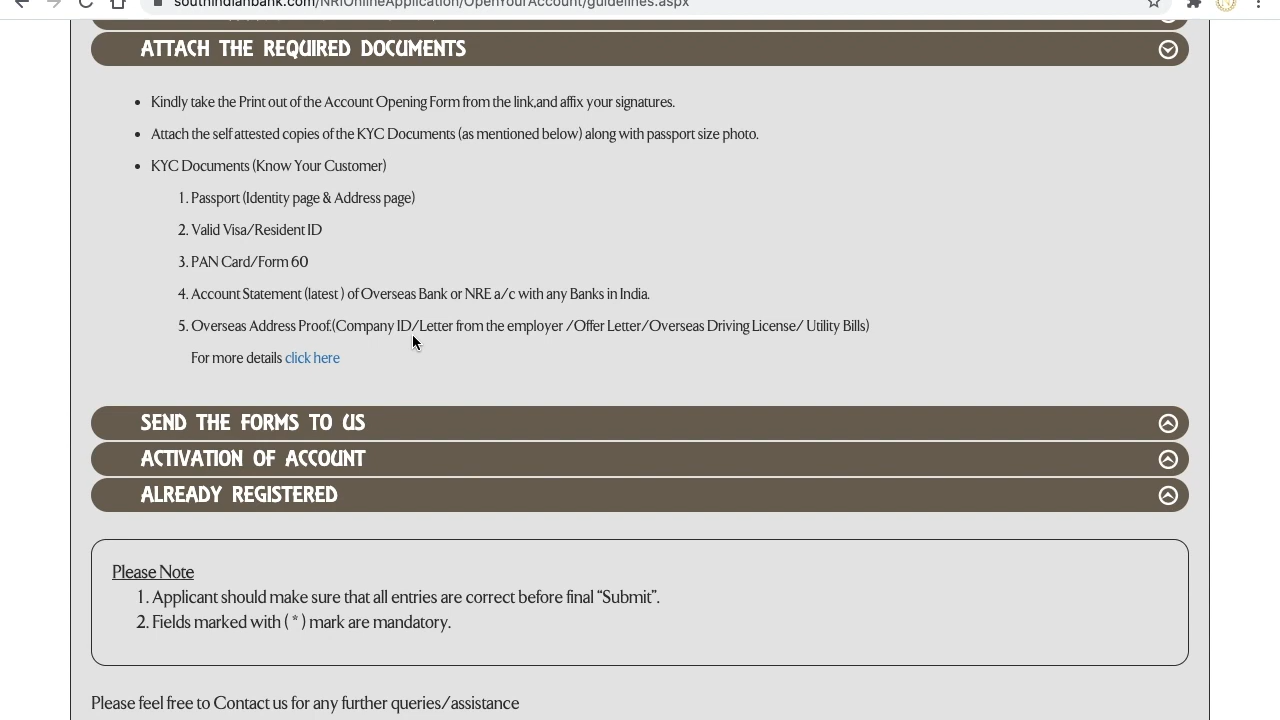 southindianbank.com/NRIOnlineApplication/OpenYourAccount/guidelines.aspx
ATTACH THE REQUIRED DOCUMENTS
• Kindly take the Print out of the Account Opening Form from the link,and affix your signatures.
• Attach the self attested copies of the KYC Documents (as mentioned below) along with passport size photo.
• KYC Documents (Know Your Customer)
1. Passport (Identity page & Address page)
2. Valid Visa/Resident ID
3. PAN Card/Form 60
4. Account Statement (latest ) of Overseas Bank or NRE a/c with any Banks in India.
5. Overseas Address Proof.(Company ID/Letter from the employer /Offer Letter/Overseas Driving License/ Utility Bills)
For more details click here
SEND THE FORMS TO US
ACTIVATION OF ACCOUNT
ALREADY REGISTERED
Please Note
1. Applicant should make sure that all entries are correct before final “Submit”.
2. Fields marked with ( * ) mark are mandatory.
Please feel free to Contact us for any further queries/assistance